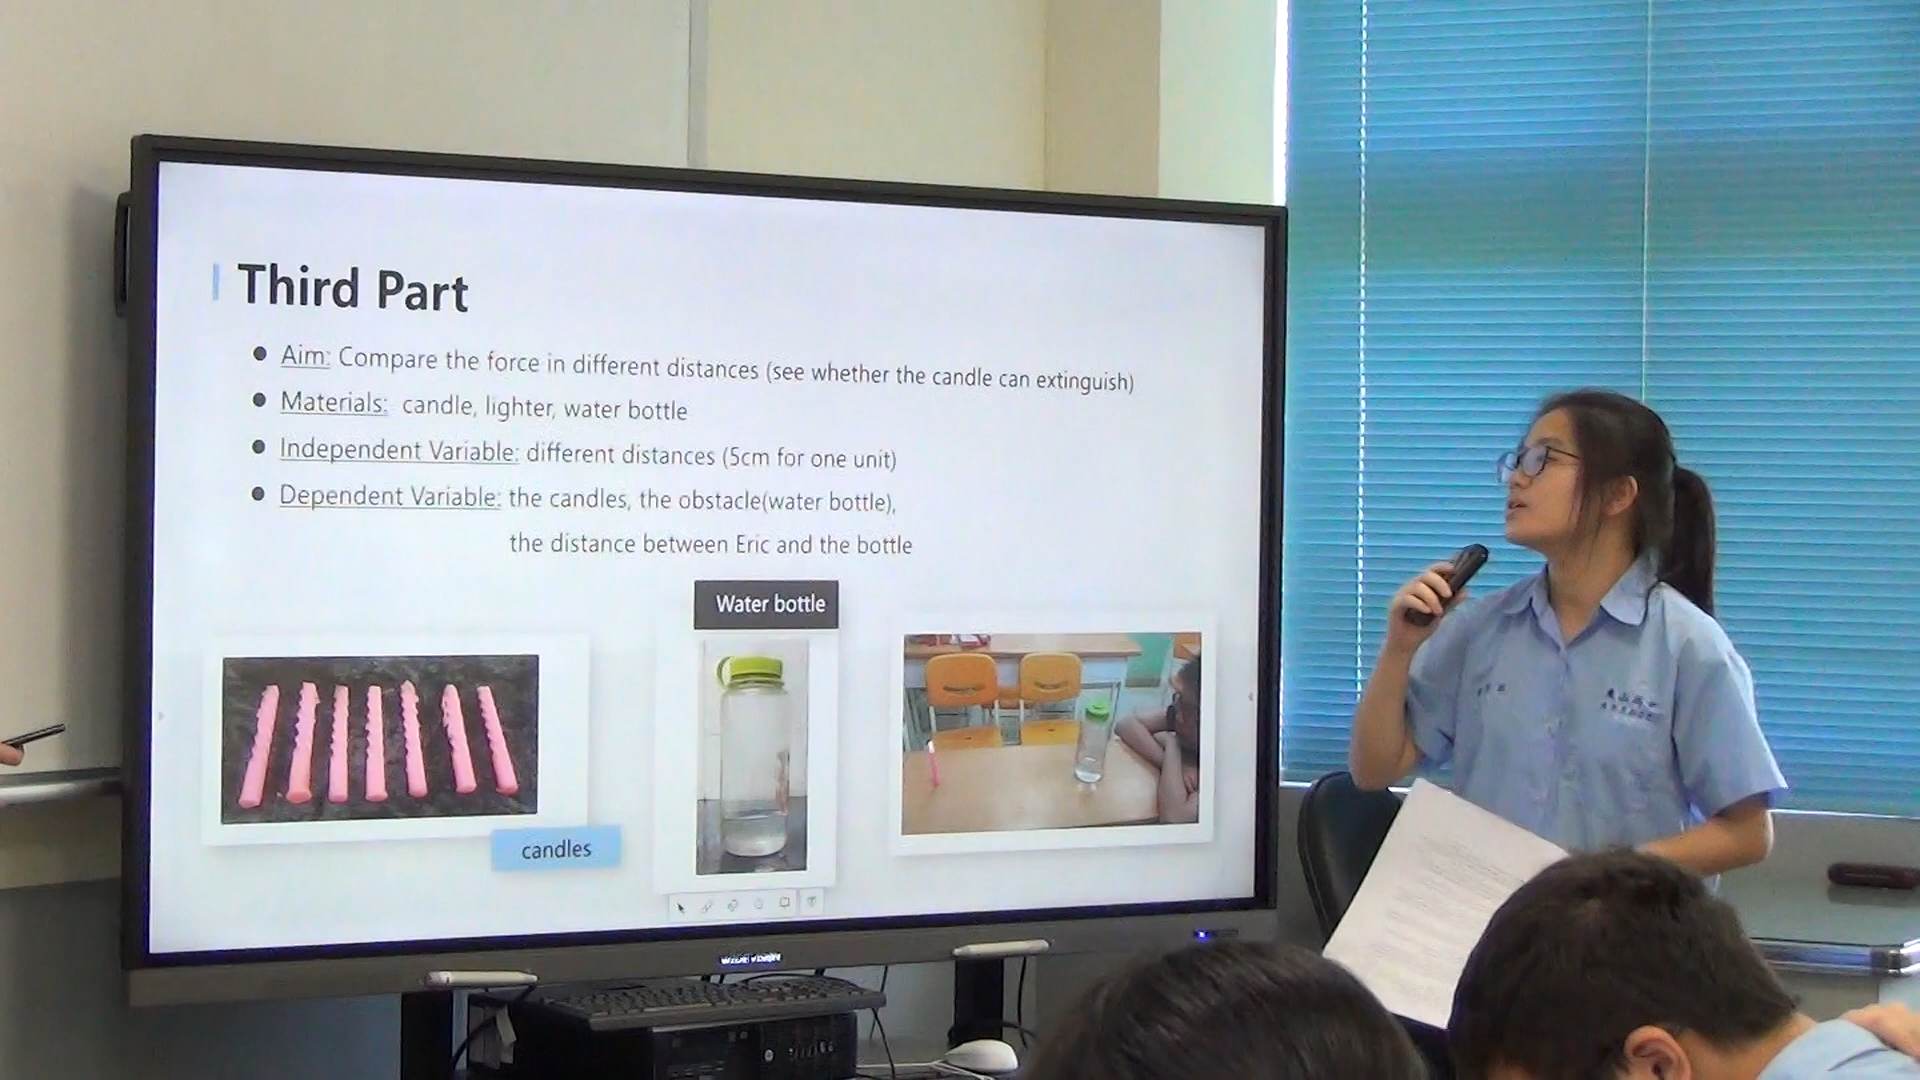 Third Part
Aim: Compare the force in different distances (see whether the candle can extinguish)
Materials: candle, lighter, water bottle
Independent Variable: different distances (5cm for one unit)
Dependent Variable: the candles, the obstacle(water bottle),
the distance between Eric and the bottle
Water bottle
candles